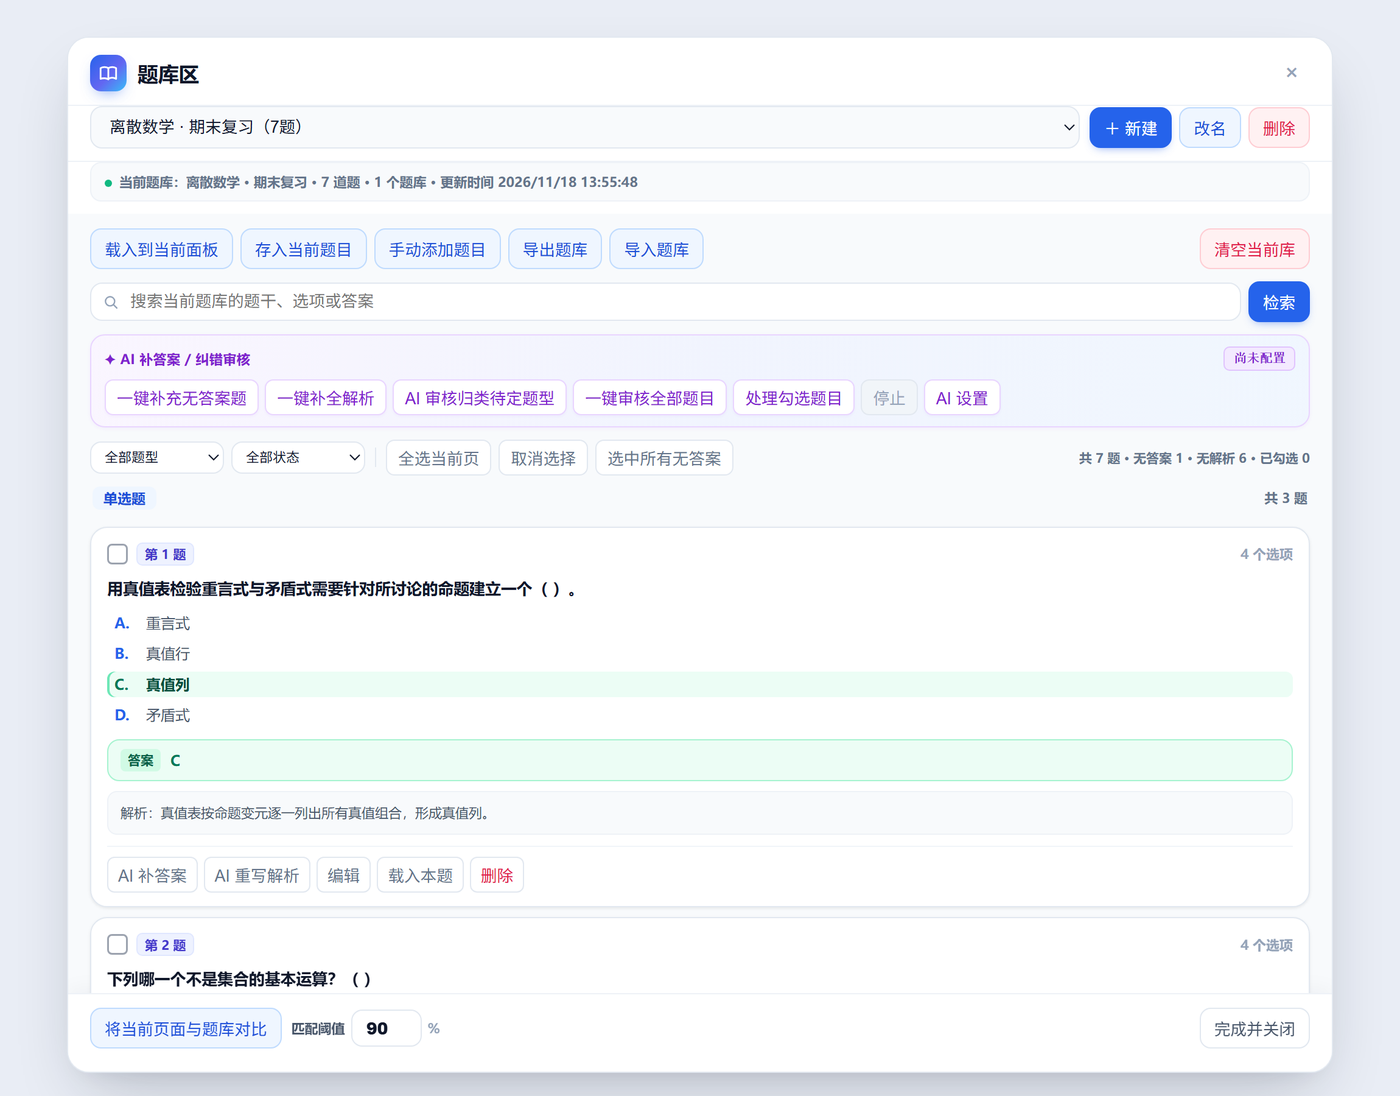 题库区
×
离散数学 · 期末复习（7题）
＋ 新建
改名
删除
当前题库：离散数学 • 期末复习 • 7 道题 • 1 个题库 • 更新时间 2026/11/18 13:55:48
载入到当前面板
存入当前题目
手动添加题目
导出题库
导入题库
清空当前库
搜索当前题库的题干、选项或答案
检索
✦ AI 补答案 / 纠错审核
尚未配置
一键补充无答案题
一键补全解析
AI 审核归类待定题型
一键审核全部题目
处理勾选题目
停止
AI 设置
全部题型
全部状态
全选当前页
取消选择
选中所有无答案
共 7 题 • 无答案 1 • 无解析 6 • 已勾选 0
单选题
共 3 题
第 1 题
4 个选项
用真值表检验重言式与矛盾式需要针对所讨论的命题建立一个（ ）。
A. 重言式
B. 真值行
C. 真值列
D. 矛盾式
答案 C
解析：真值表按命题变元逐一列出所有真值组合，形成真值列。
AI 补答案
AI 重写解析
编辑
载入本题
删除
第 2 题
4 个选项
下列哪一个不是集合的基本运算？（ ）
将当前页面与题库对比
匹配阈值
90
%
完成并关闭